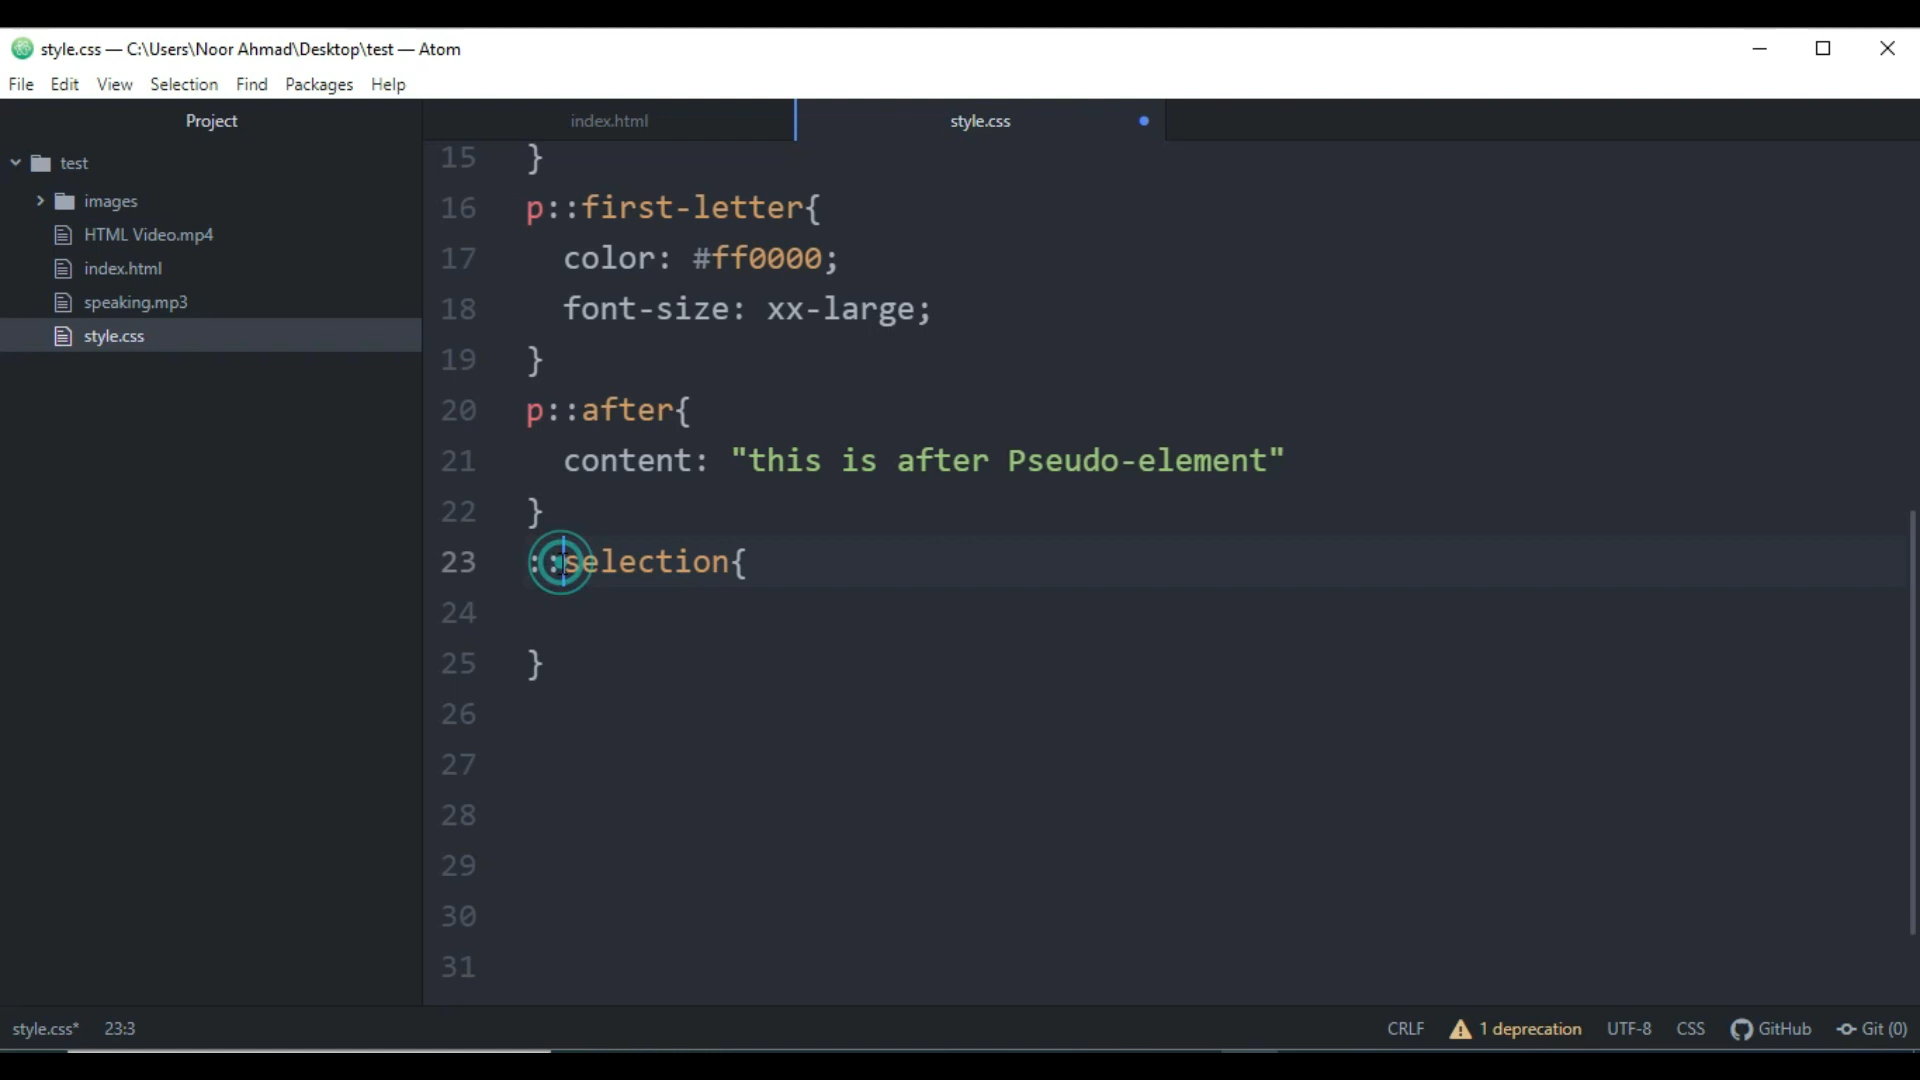 style.css — C:\Users\Noor Ahmad\Desktop\test — Atom
File Edit View Selection Find Packages Help
Project
index.html
style.css
test
images
HTML Video.mp4
index.html
speaking.mp3
style.css
15 }
16 p::first-letter{
17 color: #ff0000;
18 font-size: xx-large;
19 }
20 p::after{
21 content: "this is after Pseudo-element"
22 }
23 ::selection{
24
25 }
26
27
28
29
30
31
style.css* 23:3 CRLF 1 deprecation UTF-8 CSS GitHub Git (0)